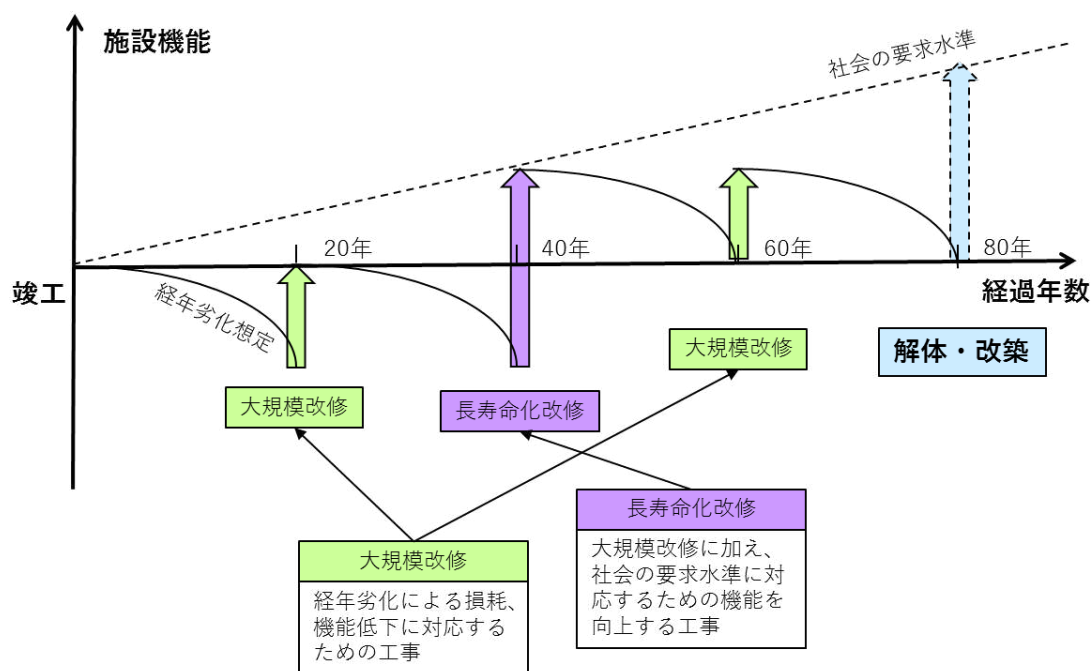 施設機能
社会の要求水準
20年
40年
60年
80年
竣工
経過年数
経年劣化想定
大規模改修
長寿命化改修
大規模改修
解体・改築
大規模改修
経年劣化による損耗、
機能低下に対応する
ための工事
長寿命化改修
大規模改修に加え、
社会の要求水準に対
応するための機能を
向上する工事